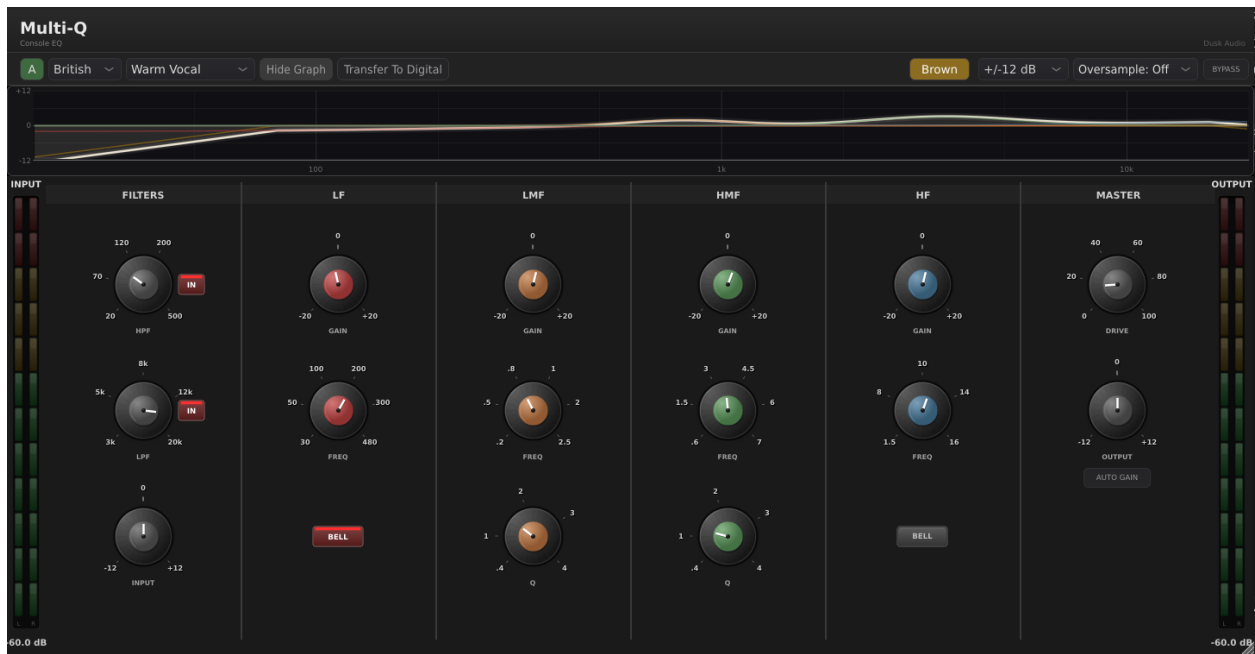 Multi-Q
Console EQ
Dusk Audio
A British Warm Vocal Hide Graph Transfer To Digital Brown +/-12 dB Oversample: Off BYPASS
+12
0
-12
100 1k 10k
INPUT OUTPUT
FILTERS LF LMF HMF HF MASTER
120 200 0 0 0 0 40 60
70 IN 20 80
20 500 -20 +20 -20 +20 -20 +20 -20 +20 0 100
HPF GAIN GAIN GAIN GAIN DRIVE
8k 100 200 .8 1 3 4.5 10 0
5k 12k IN 50 300 .5 2 1.5 6 8 14
3k 20k 30 480 .2 2.5 .6 7 1.5 16 -12 +12
LPF FREQ FREQ FREQ FREQ OUTPUT
AUTO GAIN
0 2 2
3 3
BELL 1 1 BELL
-12 +12 .4 4 .4 4
INPUT Q Q
L R L R
-60.0 dB -60.0 dB